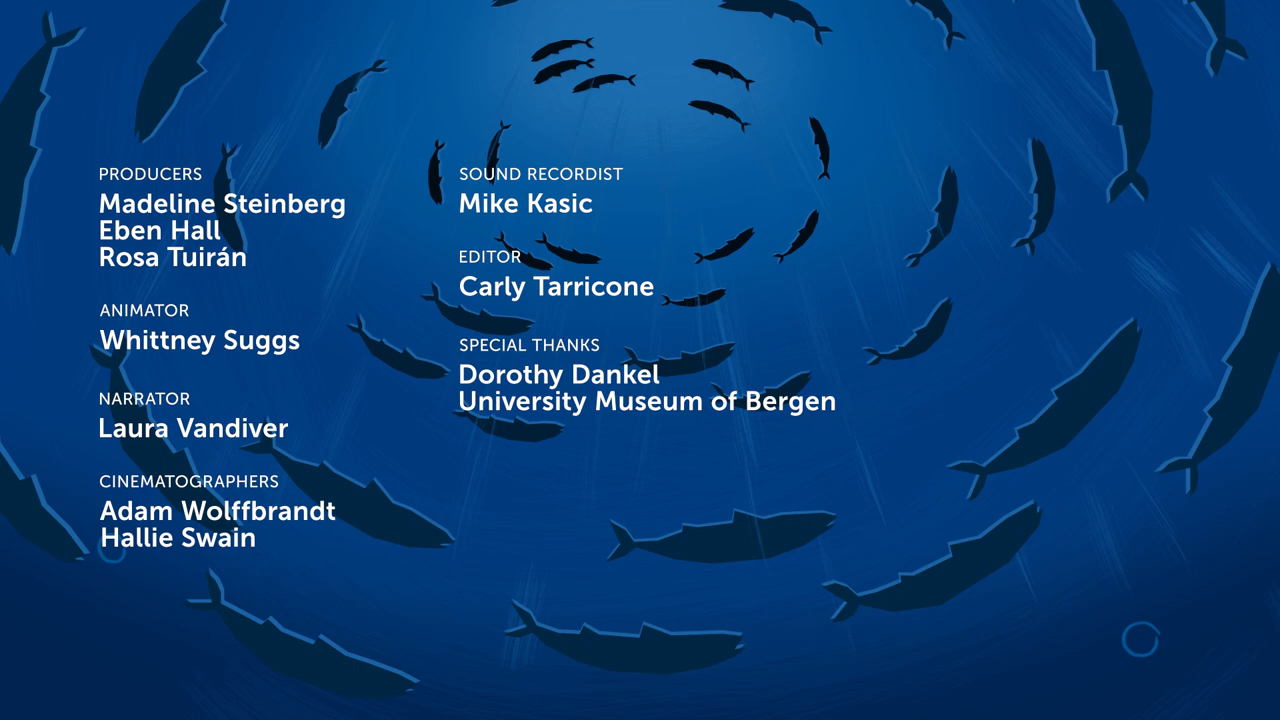 PRODUCERS
Madeline Steinberg
Eben Hall
Rosa Tuirán
ANIMATOR
Whittney Suggs
NARRATOR
Laura Vandiver
CINEMATOGRAPHERS
Adam Wolffbrandt
Hallie Swain
SOUND RECORDIST
Mike Kasic
EDITOR
Carly Tarricone
SPECIAL THANKS
Dorothy Dankel
University Museum of Bergen